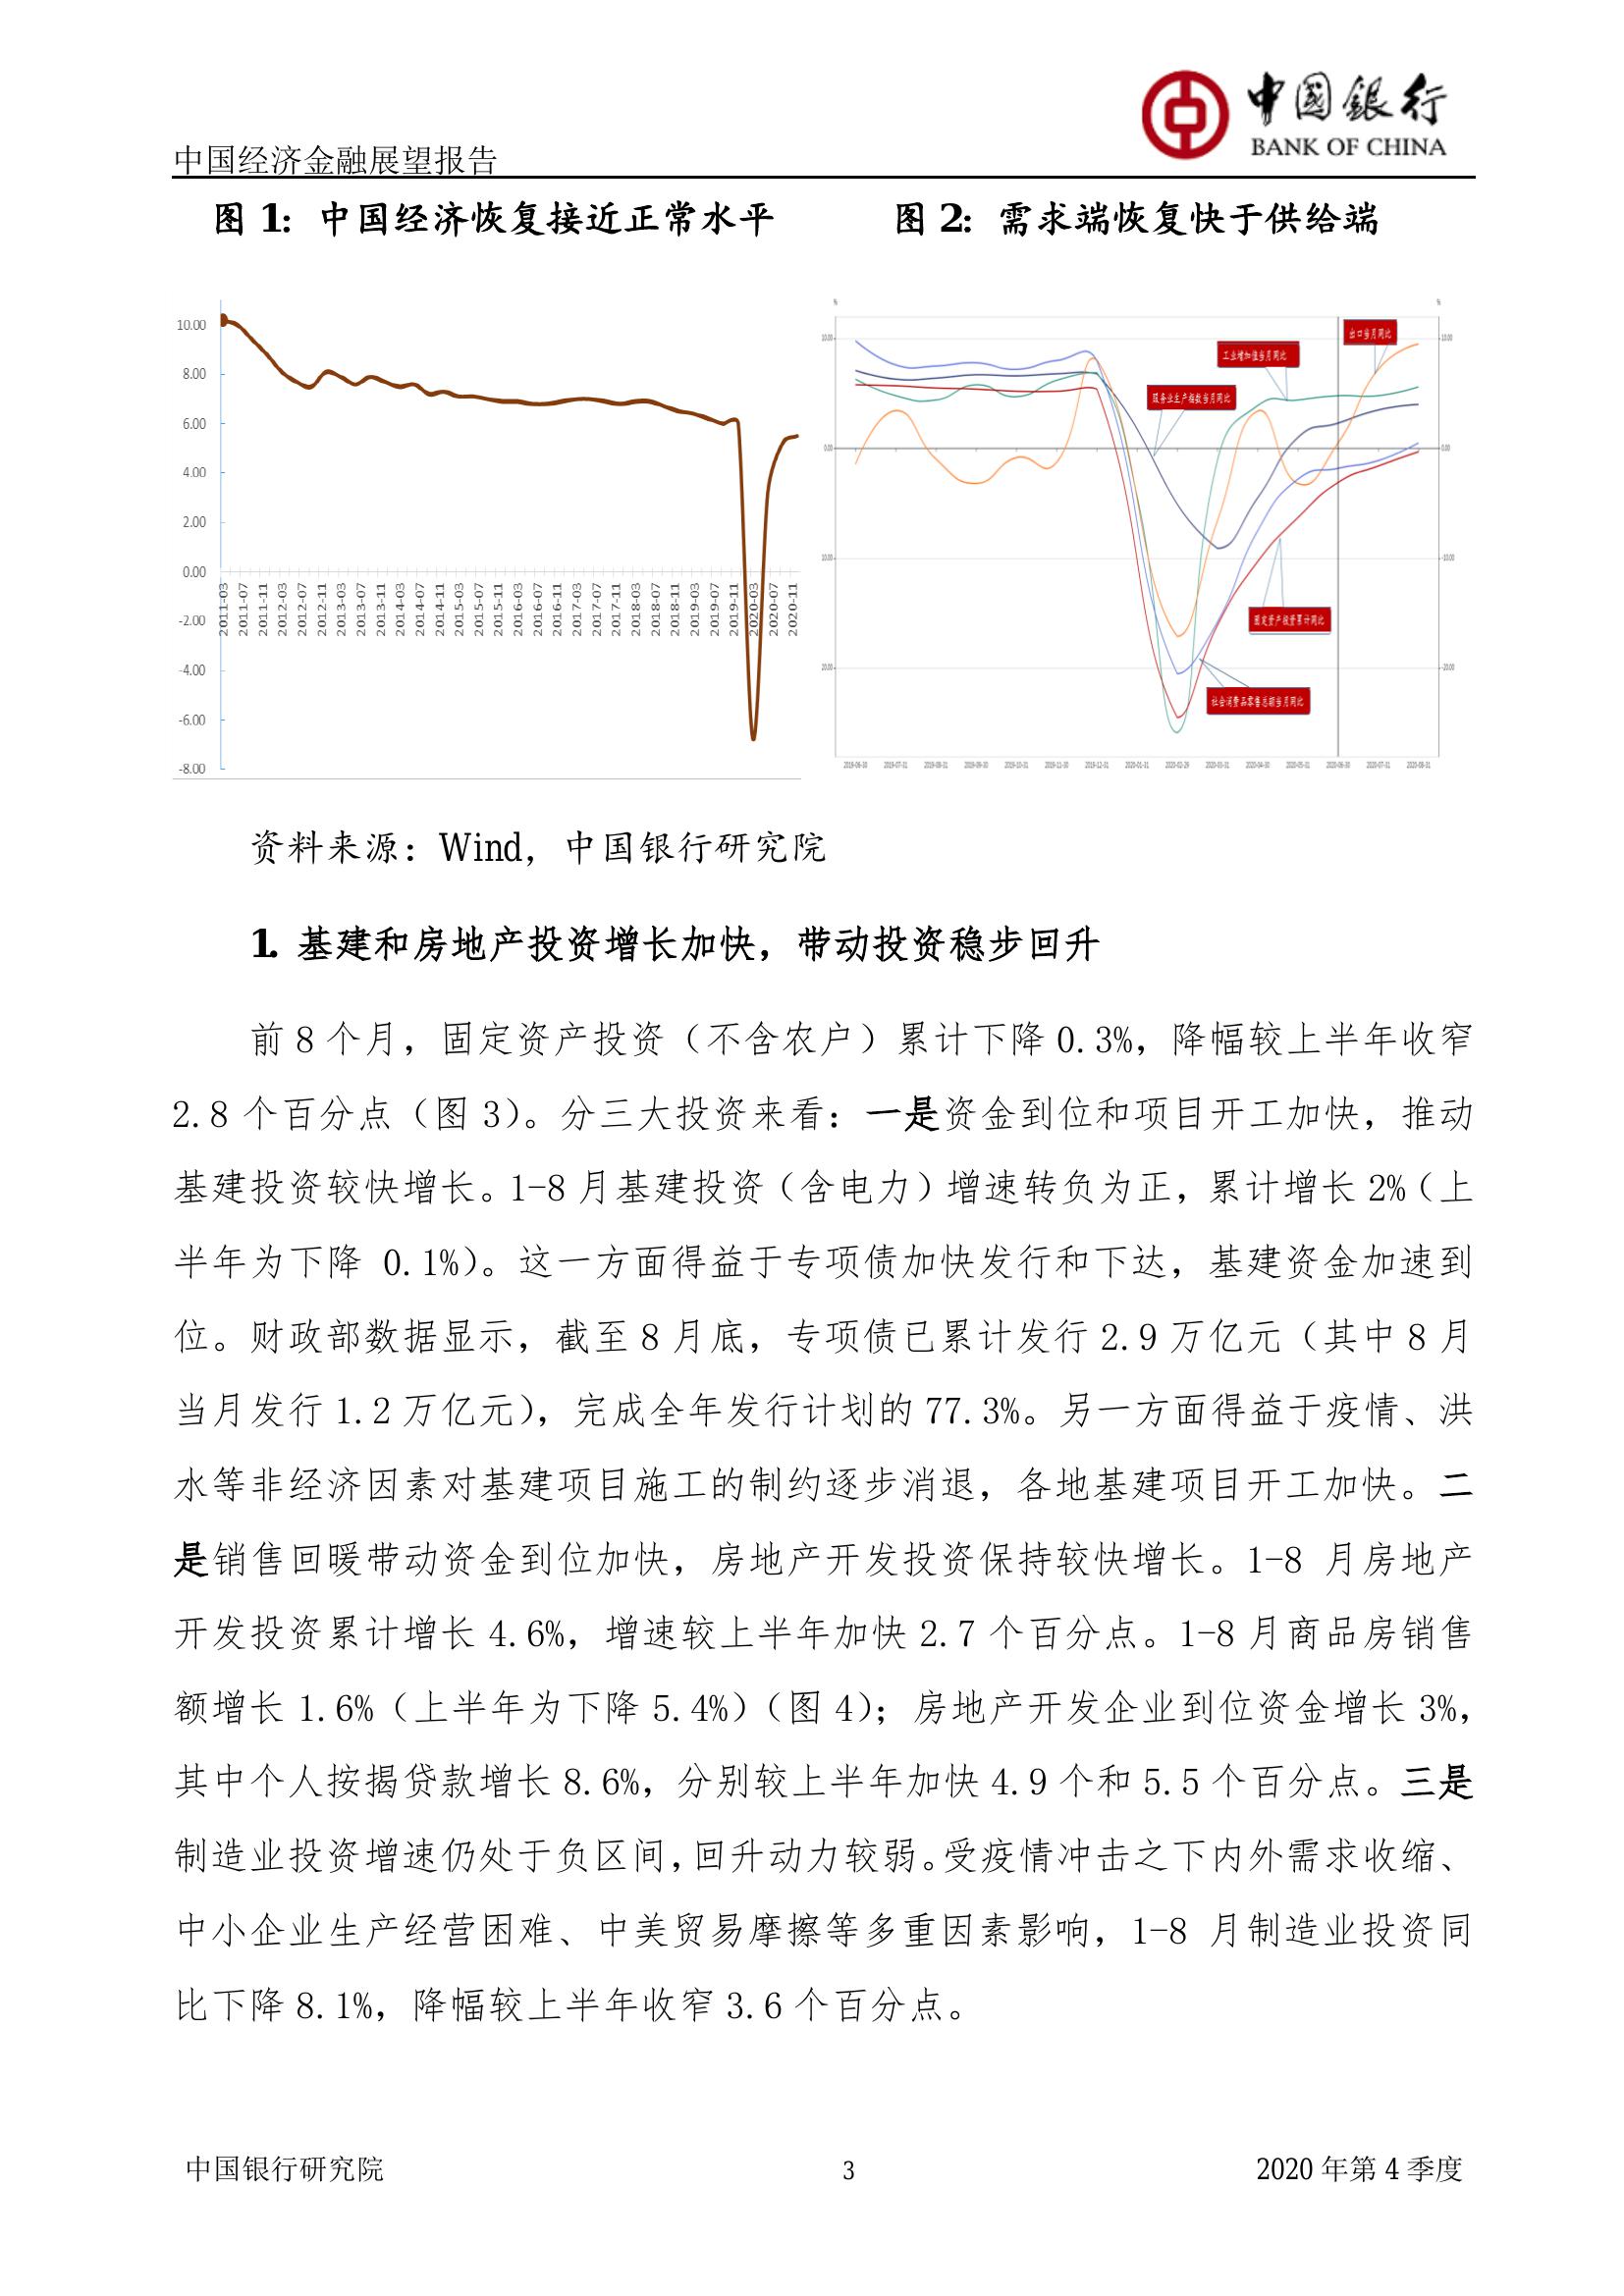 中國銀行
BANK OF CHINA
中国经济金融展望报告
图 1: 中国经济恢复接近正常水平
图 2: 需求端恢复快于供给端
10.00
8.00
6.00
4.00
2.00
0.00
-2.00
-4.00
-6.00
-8.00
2011-03
2011-07
2011-11
2012-03
2012-07
2012-11
2013-03
2013-07
2013-11
2014-03
2014-07
2014-11
2015-03
2015-07
2015-11
2016-03
2016-07
2016-11
2017-03
2017-07
2017-11
2018-03
2018-07
2018-11
2019-03
2019-07
2019-11
2020-03
2020-07
2020-11
出口当月同比
工业增加值当月同比
服务业生产指数当月同比
固定资产投资累计同比
社会消费品零售总额当月同比
资料来源：Wind，中国银行研究院
1. 基建和房地产投资增长加快，带动投资稳步回升
前 8 个月，固定资产投资（不含农户）累计下降 0.3%，降幅较上半年收窄
2.8 个百分点（图 3）。分三大投资来看：一是资金到位和项目开工加快，推动
基建投资较快增长。1-8 月基建投资（含电力）增速转负为正，累计增长 2%（上
半年为下降 0.1%）。这一方面得益于专项债加快发行和下达，基建资金加速到
位。财政部数据显示，截至 8 月底，专项债已累计发行 2.9 万亿元（其中 8 月
当月发行 1.2 万亿元），完成全年发行计划的 77.3%。另一方面得益于疫情、洪
水等非经济因素对基建项目施工的制约逐步消退，各地基建项目开工加快。二
是销售回暖带动资金到位加快，房地产开发投资保持较快增长。1-8 月房地产
开发投资累计增长 4.6%，增速较上半年加快 2.7 个百分点。1-8 月商品房销售
额增长 1.6%（上半年为下降 5.4%）（图 4）；房地产开发企业到位资金增长 3%，
其中个人按揭贷款增长 8.6%，分别较上半年加快 4.9 个和 5.5 个百分点。三是
制造业投资增速仍处于负区间，回升动力较弱。受疫情冲击之下内外需求收缩、
中小企业生产经营困难、中美贸易摩擦等多重因素影响，1-8 月制造业投资同
比下降 8.1%，降幅较上半年收窄 3.6 个百分点。
中国银行研究院
3
2020 年第 4 季度